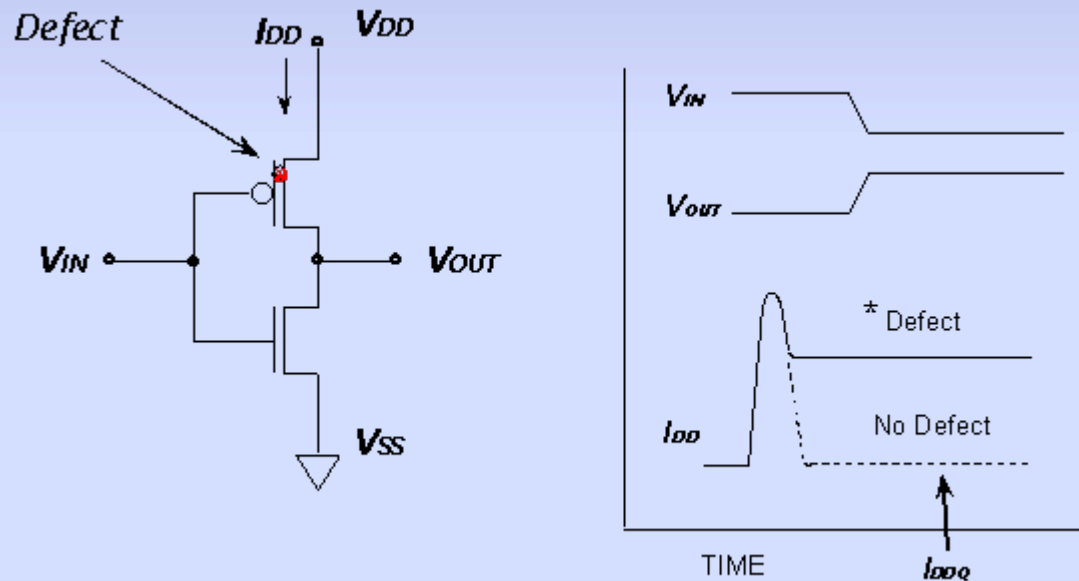 Defect
IDD
VDD
VIN
VOUT
VSS
VIN
VOUT
* Defect
No Defect
IDD
TIME
IDDQ